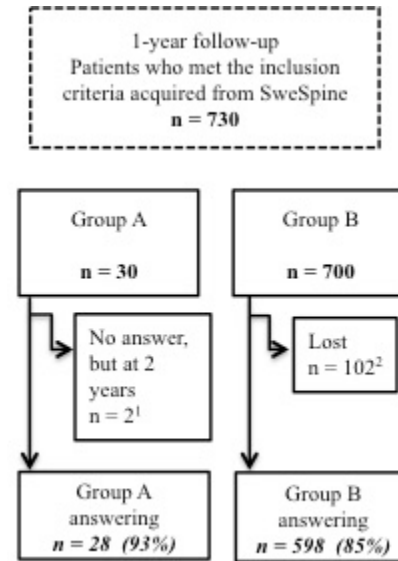 1-year follow-up
Patients who met the inclusion
criteria acquired from SweSpine
n = 730
Group A
n = 30
Group B
n = 700
No answer,
but at 2
years
n = 2¹
Lost
n = 102²
Group A
answering
n = 28 (93%)
Group B
answering
n = 598 (85%)